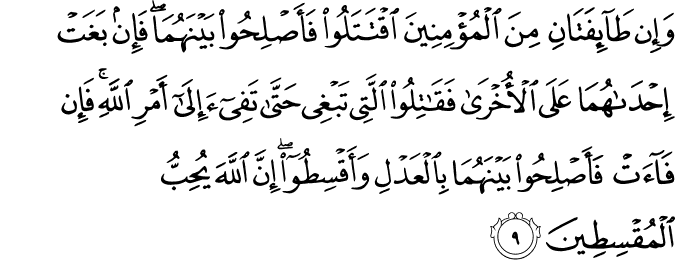 وَإِن طَآئِفَتَانِ مِنَ ٱلۡمُؤۡمِنِينَ ٱقۡتَتَلُواْ فَأَصۡلِحُواْ بَيۡنَهُمَاۖ فَإِنۢ بَغَتۡ
إِحۡدَىٰهُمَا عَلَى ٱلۡأُخۡرَىٰ فَقَٰتِلُواْ ٱلَّتِي تَبۡغِي حَتَّىٰ تَفِيٓءَ إِلَىٰٓ أَمۡرِ ٱللَّهِۚ فَإِن
فَآءَتۡ فَأَصۡلِحُواْ بَيۡنَهُمَا بِٱلۡعَدۡلِ وَأَقۡسِطُوٓاْۖ إِنَّ ٱللَّهَ يُحِبُّ
ٱلۡمُقۡسِطِينَ ٩